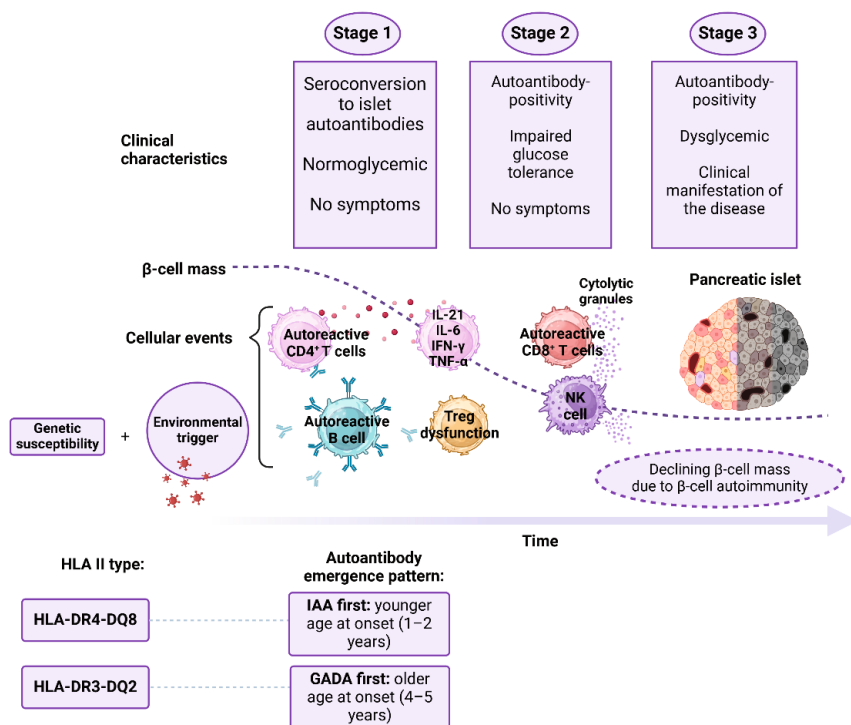 Stage 1
Stage 2
Stage 3
Clinical
characteristics
Seroconversion
to islet
autoantibodies
Normoglycemic
No symptoms
Autoantibody-
positivity
Impaired
glucose
tolerance
No symptoms
Autoantibody-
positivity
Dysglycemic
Clinical
manifestation of
the disease
β-cell mass
Cellular events
Autoreactive
CD4⁺ T cells
IL-21
IL-6
IFN-γ
TNF-α
Autoreactive
CD8⁺ T cells
Cytolytic
granules
Pancreatic islet
Genetic
susceptibility
+
Environmental
trigger
Autoreactive
B cell
Treg
dysfunction
NK
cell
Declining β-cell mass
due to β-cell autoimmunity
Time
HLA II type:
Autoantibody
emergence pattern:
HLA-DR4-DQ8
IAA first: younger
age at onset (1–2
years)
HLA-DR3-DQ2
GADA first: older
age at onset (4–5
years)